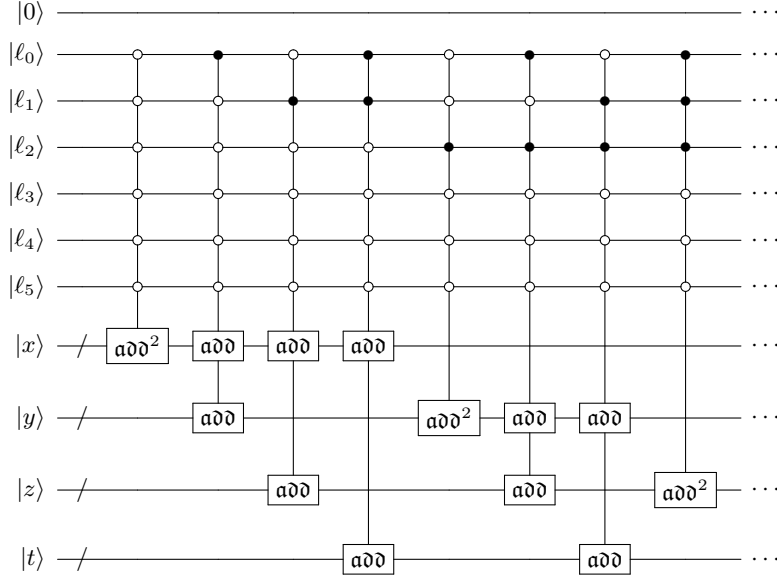 |0⟩ ···
|ℓ₀⟩ ···
|ℓ₁⟩ ···
|ℓ₂⟩ ···
|ℓ₃⟩ ···
|ℓ₄⟩ ···
|ℓ₅⟩ ···
|x⟩ 𝔞𝔡𝔡² 𝔞𝔡𝔡 𝔞𝔡𝔡 𝔞𝔡𝔡 ···
|y⟩ 𝔞𝔡𝔡 𝔞𝔡𝔡² 𝔞𝔡𝔡 𝔞𝔡𝔡 ···
|z⟩ 𝔞𝔡𝔡 𝔞𝔡𝔡 𝔞𝔡𝔡² ···
|t⟩ 𝔞𝔡𝔡 𝔞𝔡𝔡 ···